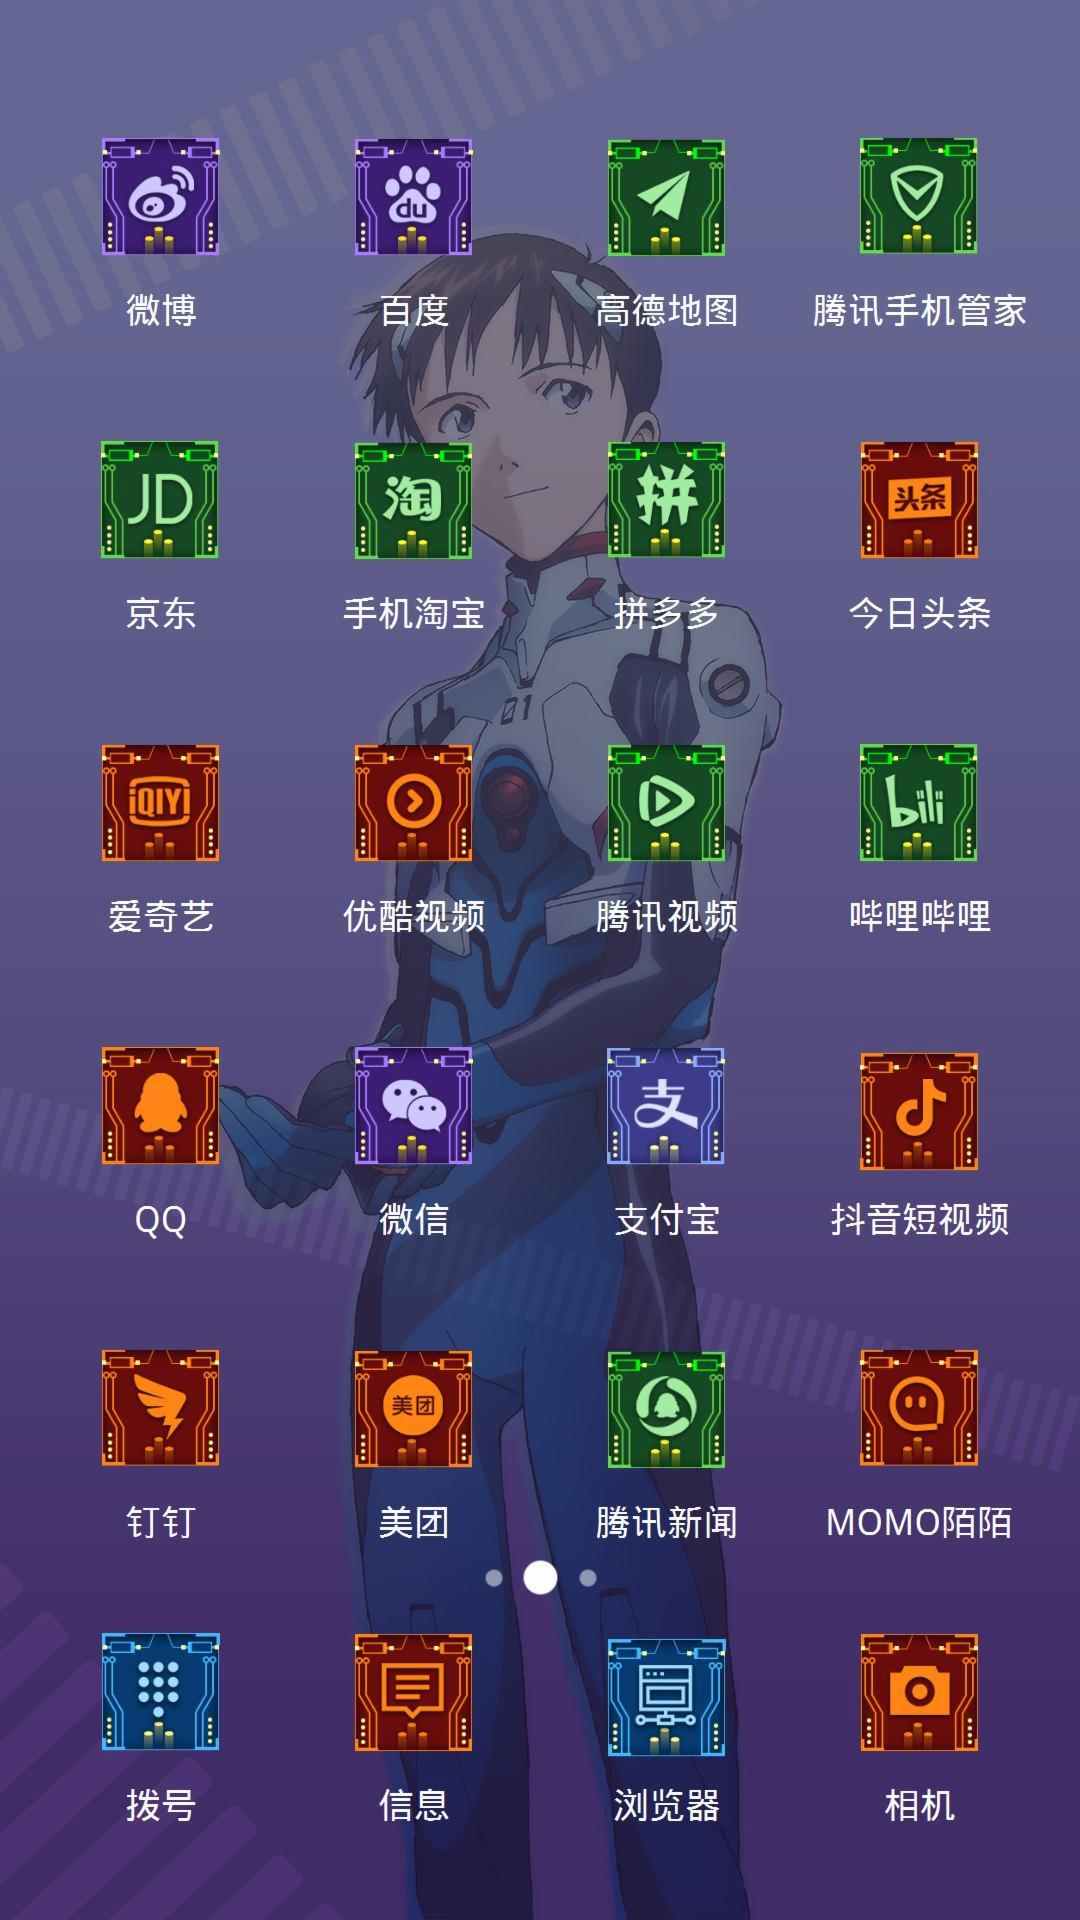 du
微博 百度 高德地图 腾讯手机管家
JD 淘 拼 头条
京东 手机淘宝 拼多多 今日头条
01
iQIYI bili
爱奇艺 优酷视频 腾讯视频 哔哩哔哩
支
QQ 微信 支付宝 抖音短视频
美团
钉钉 美团 腾讯新闻 MOMO陌陌
拨号 信息 浏览器 相机